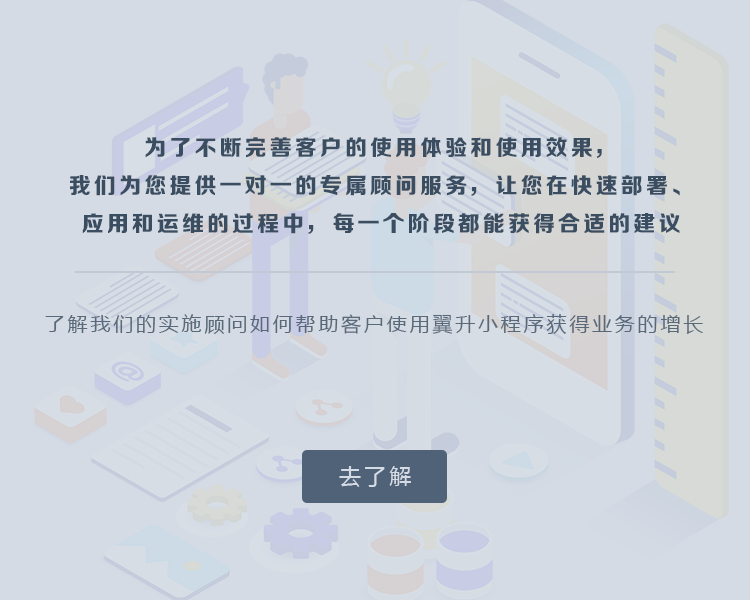 为了不断完善客户的使用体验和使用效果，
我们为您提供一对一的专属顾问服务，让您在快速部署、
应用和运维的过程中，每一个阶段都能获得合适的建议
了解我们的实施顾问如何帮助客户使用翼升小程序获得业务的增长
@
去了解